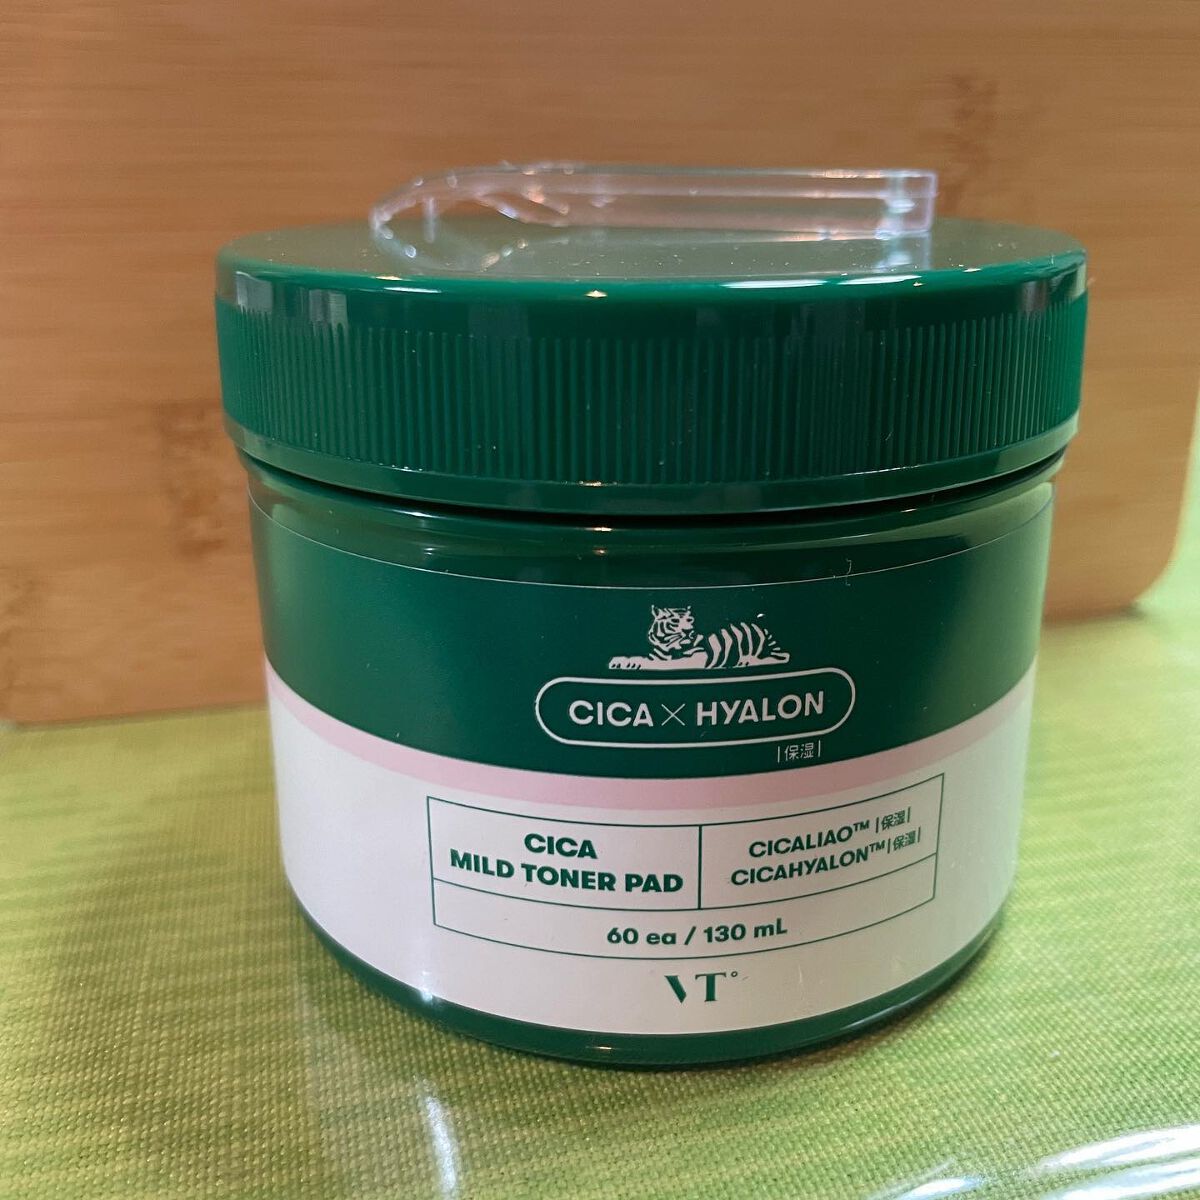 CICA × HYALON
|保湿|
CICA
MILD TONER PAD
CICALIAO™ |保湿|
CICAHYALON™ |保湿|
60 ea / 130 mL
VT°